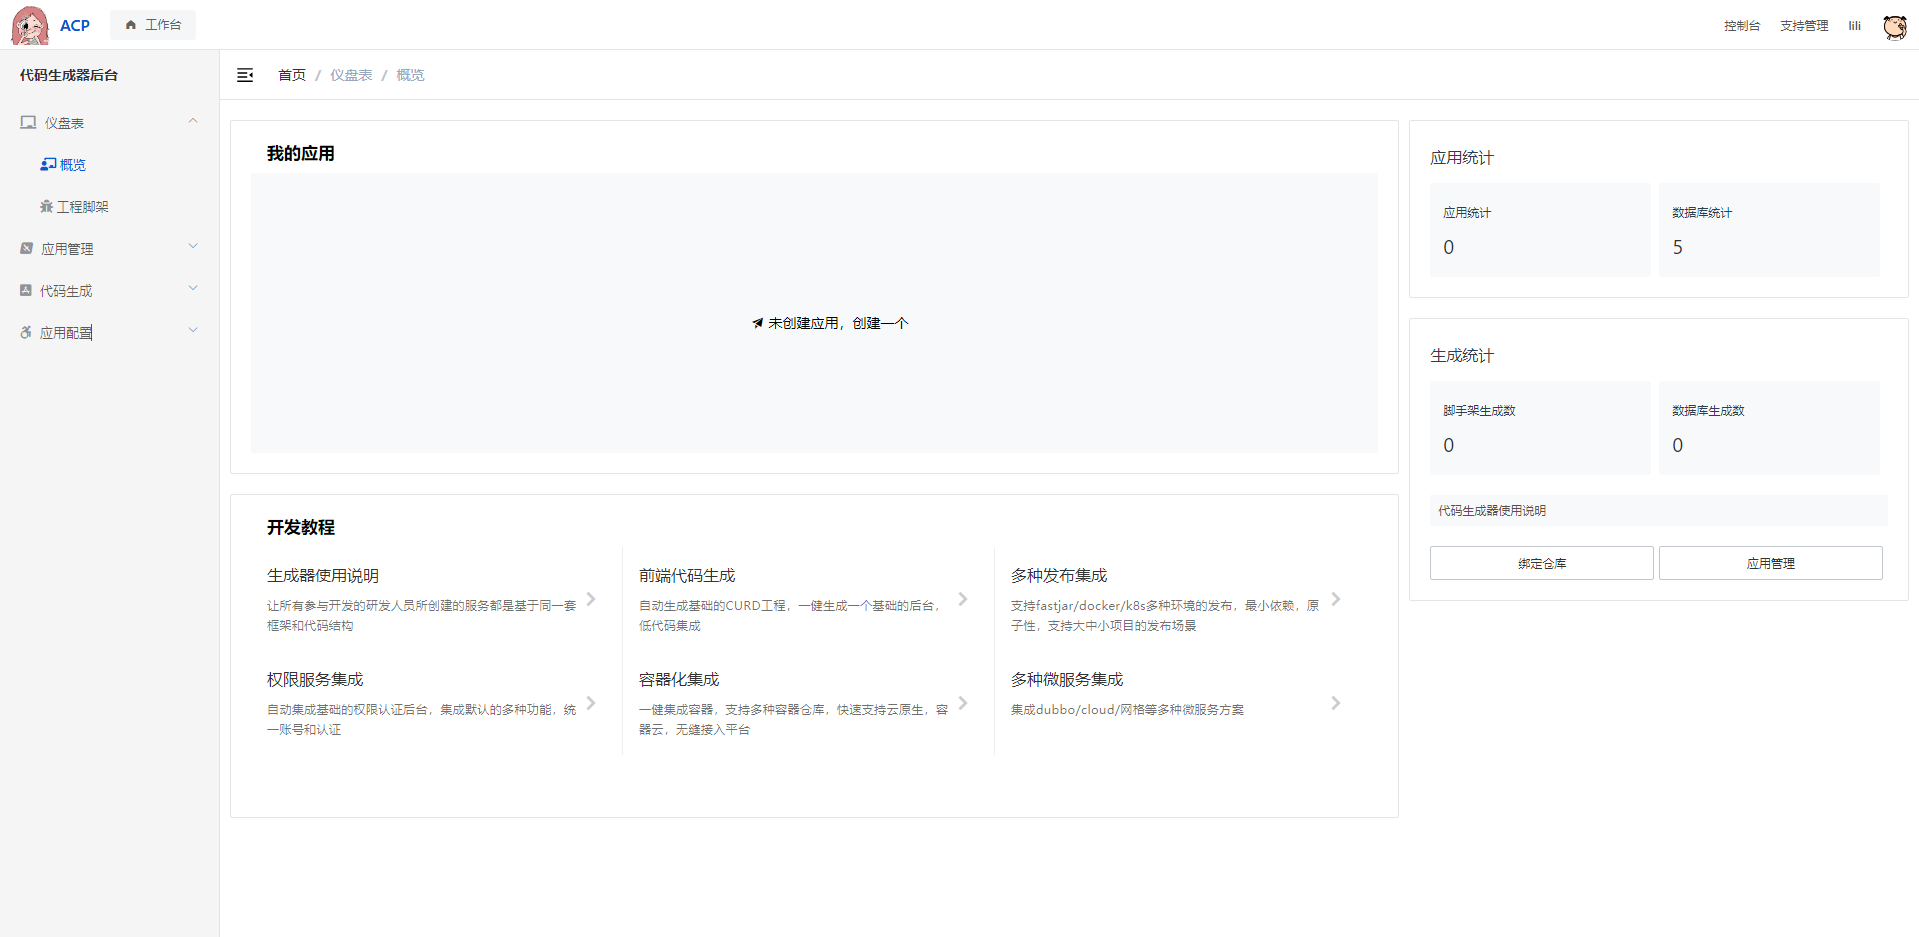 ACP
工作台
控制台
支持管理
lili
代码生成器后台
仪盘表
概览
工程脚架
应用管理
代码生成
应用配置
首页 / 仪盘表 / 概览
我的应用
未创建应用，创建一个
开发教程
生成器使用说明
让所有参与开发的研发人员所创建的服务都是基于同一套
框架和代码结构
前端代码生成
自动生成基础的CURD工程，一健生成一个基础的后台，
低代码集成
多种发布集成
支持fastjar/docker/k8s多种环境的发布，最小依赖，原
子性，支持大中小项目的发布场景
权限服务集成
自动集成基础的权限认证后台，集成默认的多种功能，统
一账号和认证
容器化集成
一健集成容器，支持多种容器仓库，快速支持云原生，容
器云，无缝接入平台
多种微服务集成
集成dubbo/cloud/网格等多种微服务方案
应用统计
应用统计
0
数据库统计
5
生成统计
脚手架生成数
0
数据库生成数
0
代码生成器使用说明
绑定仓库
应用管理